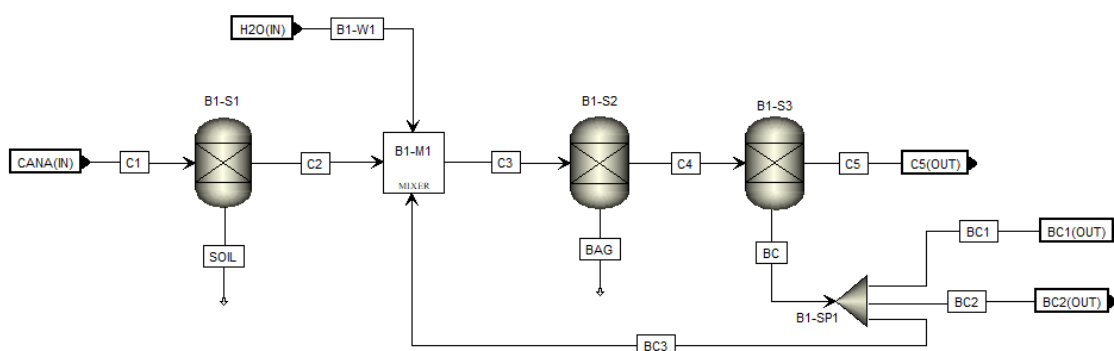 H2O(IN)
B1-W1
B1-S1
B1-S2
B1-S3
CANA(IN)
C1
C2
B1-M1
MIXER
C3
C4
C5
C5(OUT)
SOIL
BAG
BC
BC1
BC1(OUT)
BC2
BC2(OUT)
B1-SP1
BC3